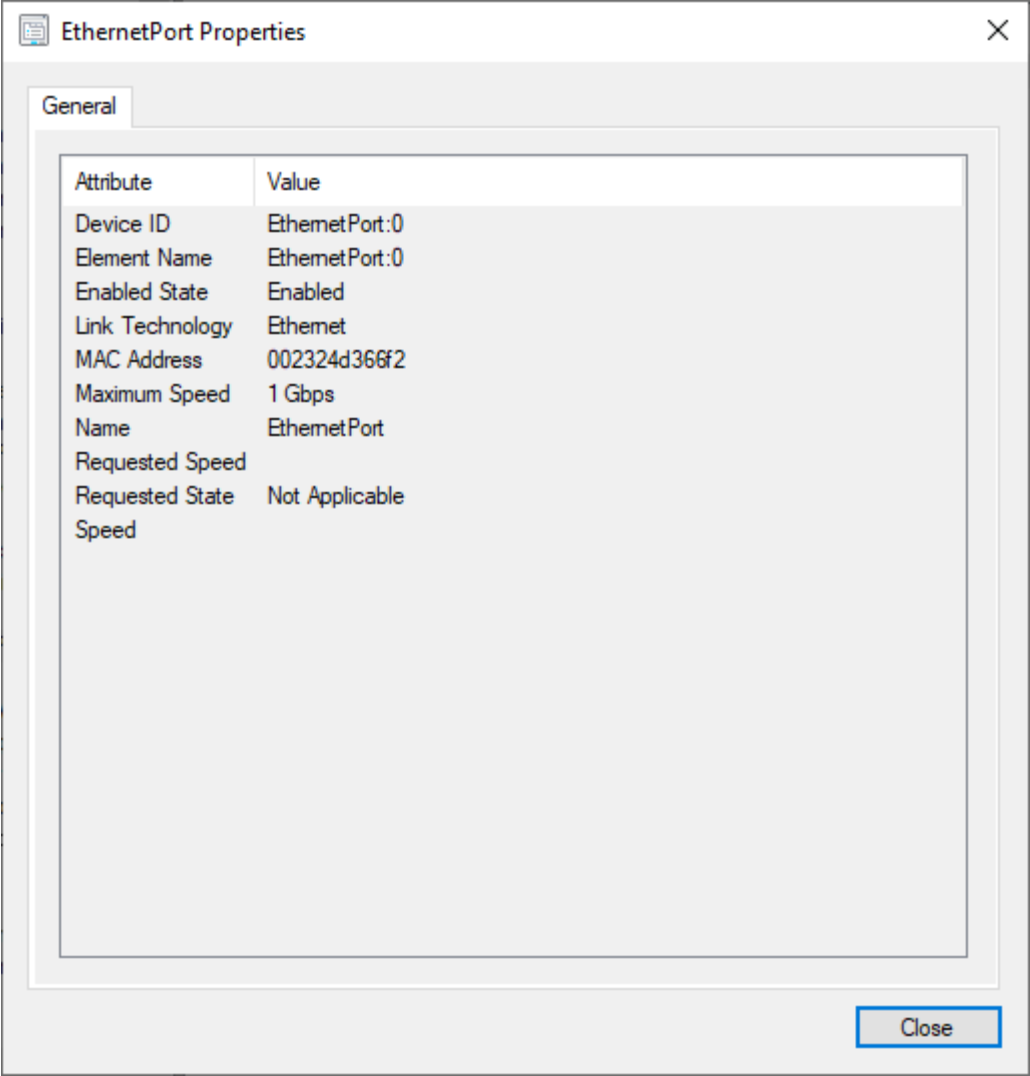 EthernetPort Properties
General
Attribute Value
Device ID EthernetPort:0
Element Name EthernetPort:0
Enabled State Enabled
Link Technology Ethernet
MAC Address 002324d366f2
Maximum Speed 1 Gbps
Name EthernetPort
Requested Speed
Requested State Not Applicable
Speed
Close